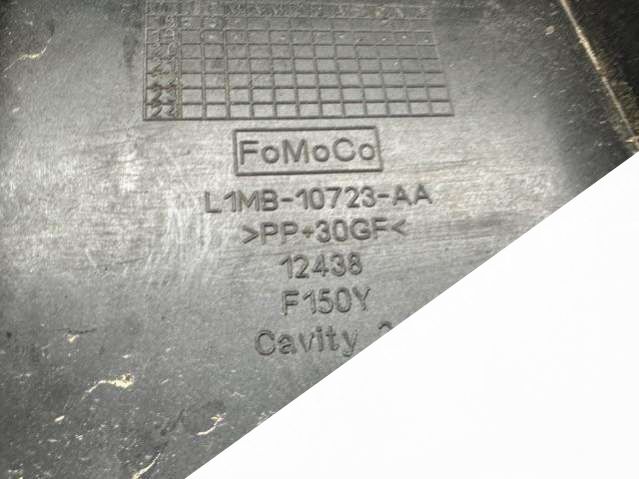 FoMoCo
L1MB-10723-AA
>PP+30GF<
12438
F150Y
Cavity